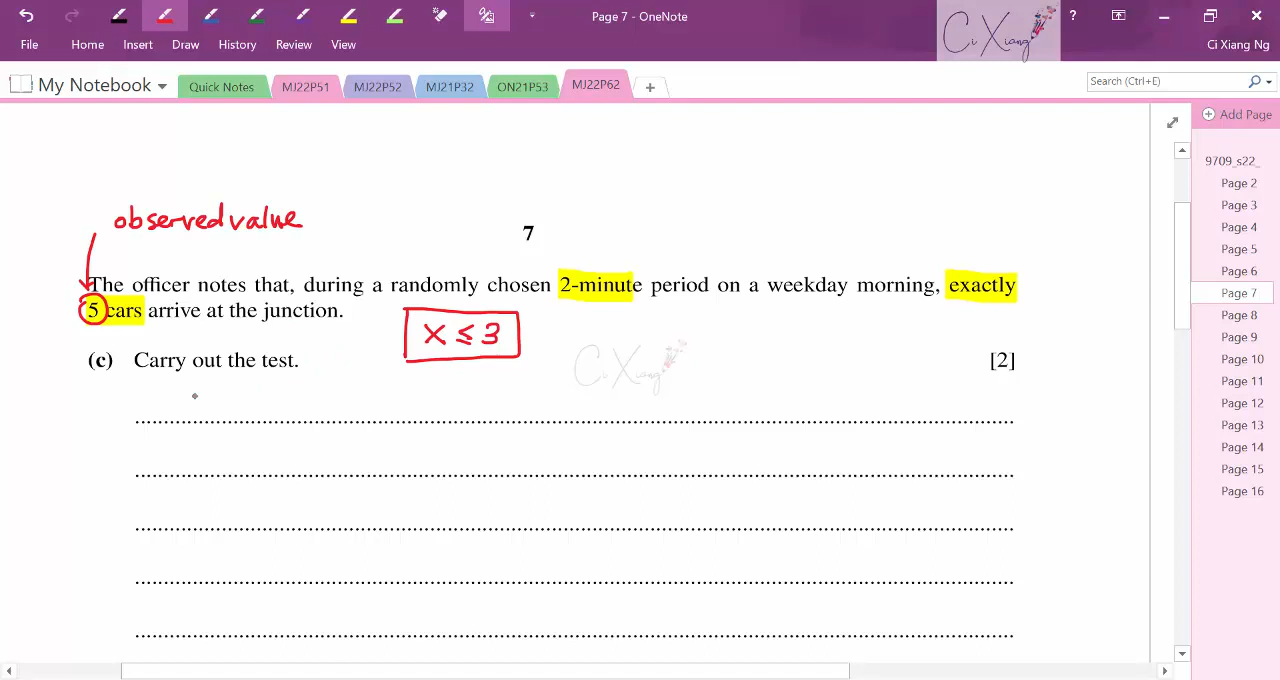 Page 7 - OneNote
Ci Xiang
?
File Home Insert Draw History Review View
Ci Xiang Ng
My Notebook Quick Notes MJ22P51 MJ22P52 MJ21P32 ON21P53 MJ22P62 +
Search (Ctrl+E)
Add Page
9709_s22_
Page 2
Page 3
Page 4
Page 5
Page 6
Page 7
Page 8
Page 9
Page 10
Page 11
Page 12
Page 13
Page 14
Page 15
Page 16
observed value
7
The officer notes that, during a randomly chosen 2-minute period on a weekday morning, exactly
5 cars arrive at the junction.
X ≤ 3
(c) Carry out the test. [2]
Ci Xiang